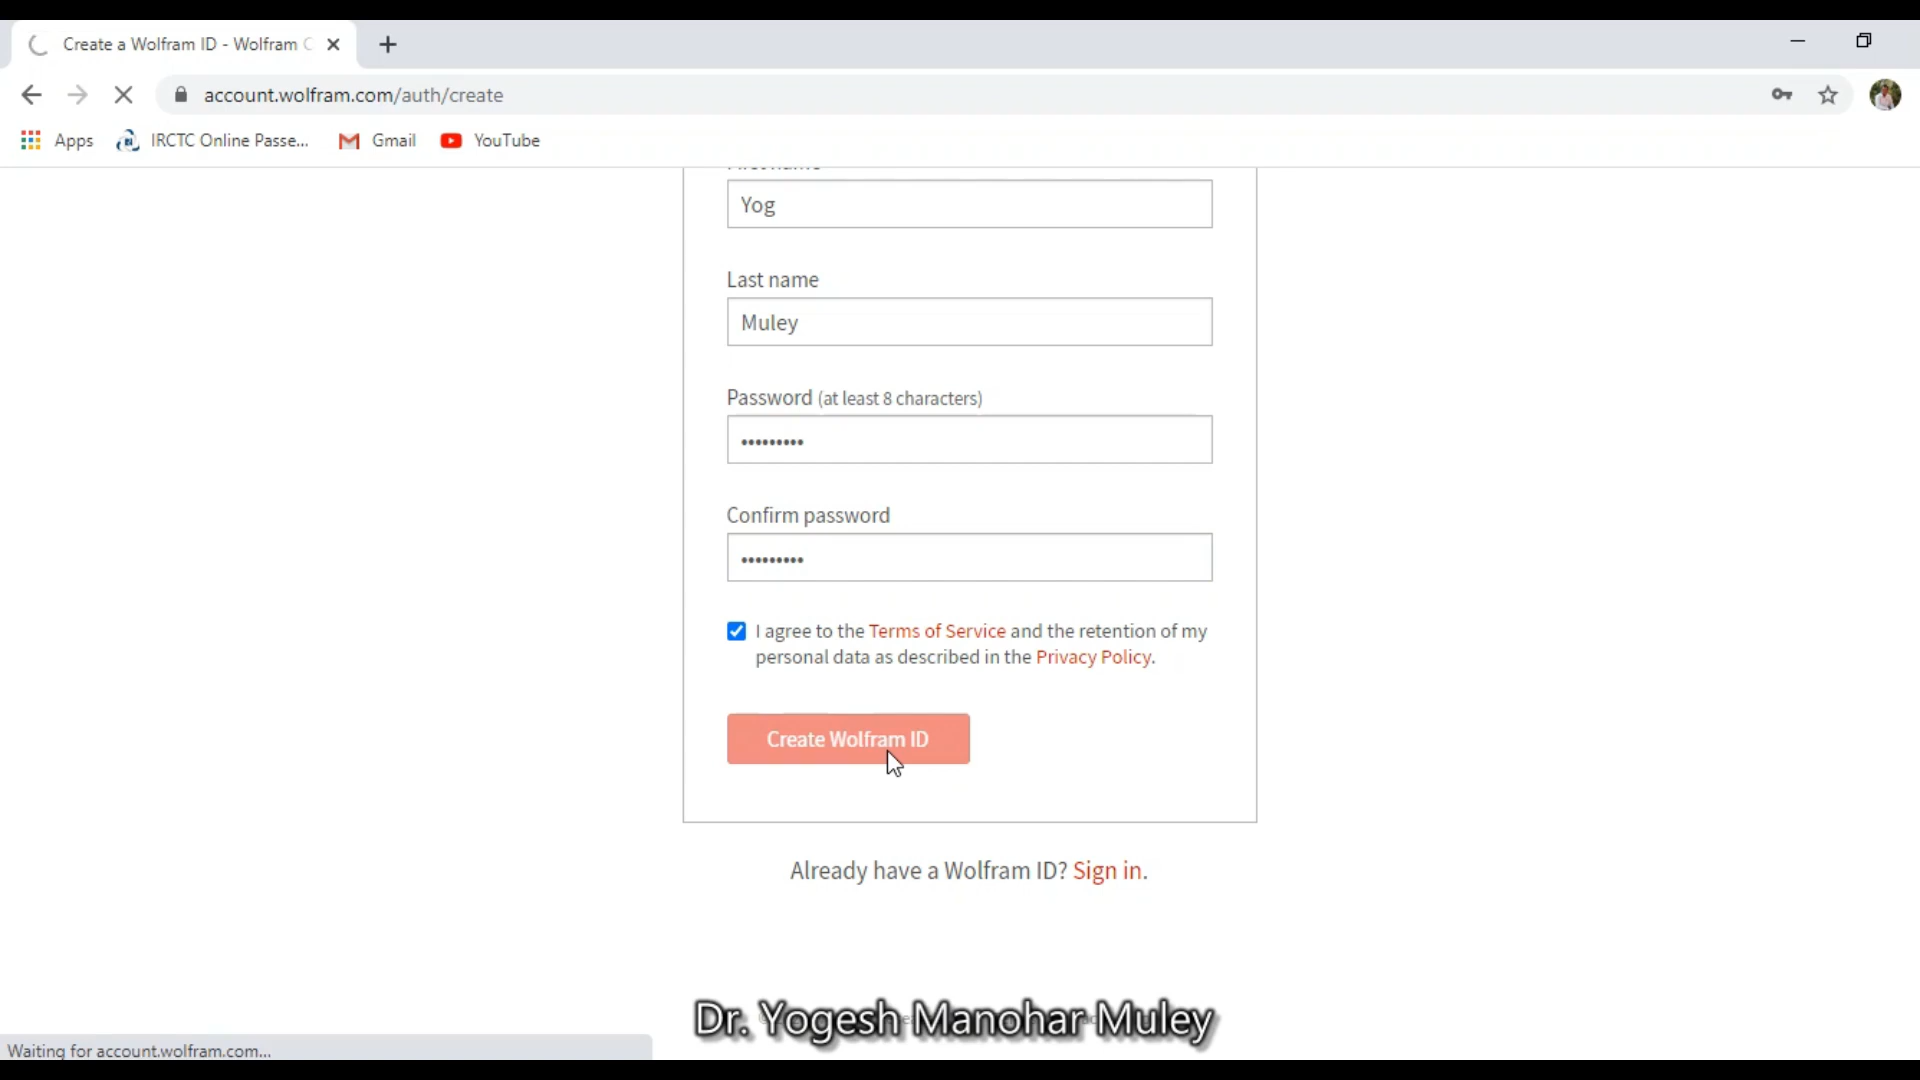 Create a Wolfram ID - Wolfram C
account.wolfram.com/auth/create
Apps
IRCTC Online Passe...
Gmail
YouTube
Yog
Last name
Muley
Password (at least 8 characters)
•••••••••
Confirm password
•••••••••
I agree to the Terms of Service and the retention of my
personal data as described in the Privacy Policy.
Create Wolfram ID
Already have a Wolfram ID? Sign in.
Dr. Yogesh Manohar Muley
Waiting for account.wolfram.com...